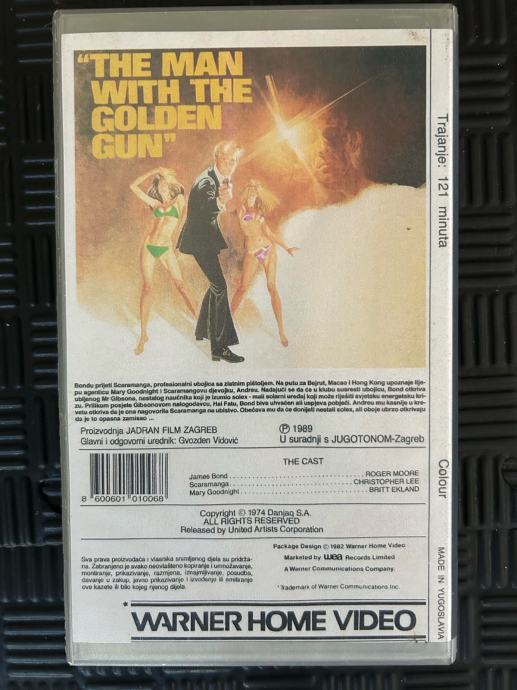 "THE MAN
WITH THE
GOLDEN
GUN"
Trajanje: 121 minuta
Colour
MADE IN YUGOSLAVIA
Bondu prijeti Scaramanga, profesionalni ubojica sa zlatnim pištoljem. Na putu za Bejrut, Macao i Hong Kong upoznaje lije-
pu agenticu Mary Goodnight i Scaramangovu djevojku, Andreu. Nadajući se da će u klubu susresti ubojicu, Bond otkriva
ubijenog Mr Gibsona, nestalog naučnika koji je izumio solex - mali solarni uređaj koji može riješiti svjetsku energetsku kri-
zu. Prilikom posjete Gibsonovom nalogodavcu, Hai Fatu, Bond biva uhvaćen ali uspijeva pobjeći. Andreu mu kasnije u kre-
vetu otkriva da je ona nagovorila Scaramanga na ubistvo. Obećava mu da će donijeti nestali solex, ali oboje ubrzo otkrivaju
da je to opasna zamisao ...
Proizvodnja JADRAN FILM ZAGREB
Glavni i odgovorni urednik: Gvozden Vidović
Ⓟ 1989
U suradnji s JUGOTONOM-Zagreb
8 600601 010068
THE CAST
James Bond ROGER MOORE
Scaramanga CHRISTOPHER LEE
Mary Goodnight BRITT EKLAND
Copyright © 1974 Danjaq S.A.
ALL RIGHTS RESERVED
Released by United Artists Corporation
Sva prava proizvođača i vlasnika snimljenog djela su pridrža-
na. Zabranjeno je svako neovlašteno kopiranje i umnožavanje,
montiranje, prikazivanje, razmjena, iznajmljivanje, posudba,
davanje u zakup, javno prikazivanje i izvođenje ili emitiranje
ove kazete ili bilo kojeg njenog dijela.
Package Design © 1982 Warner Home Video
Marketed by wea Records Limited
A Warner Communications Company.
*Trademark of Warner Communications Inc.
*WARNER HOME VIDEO